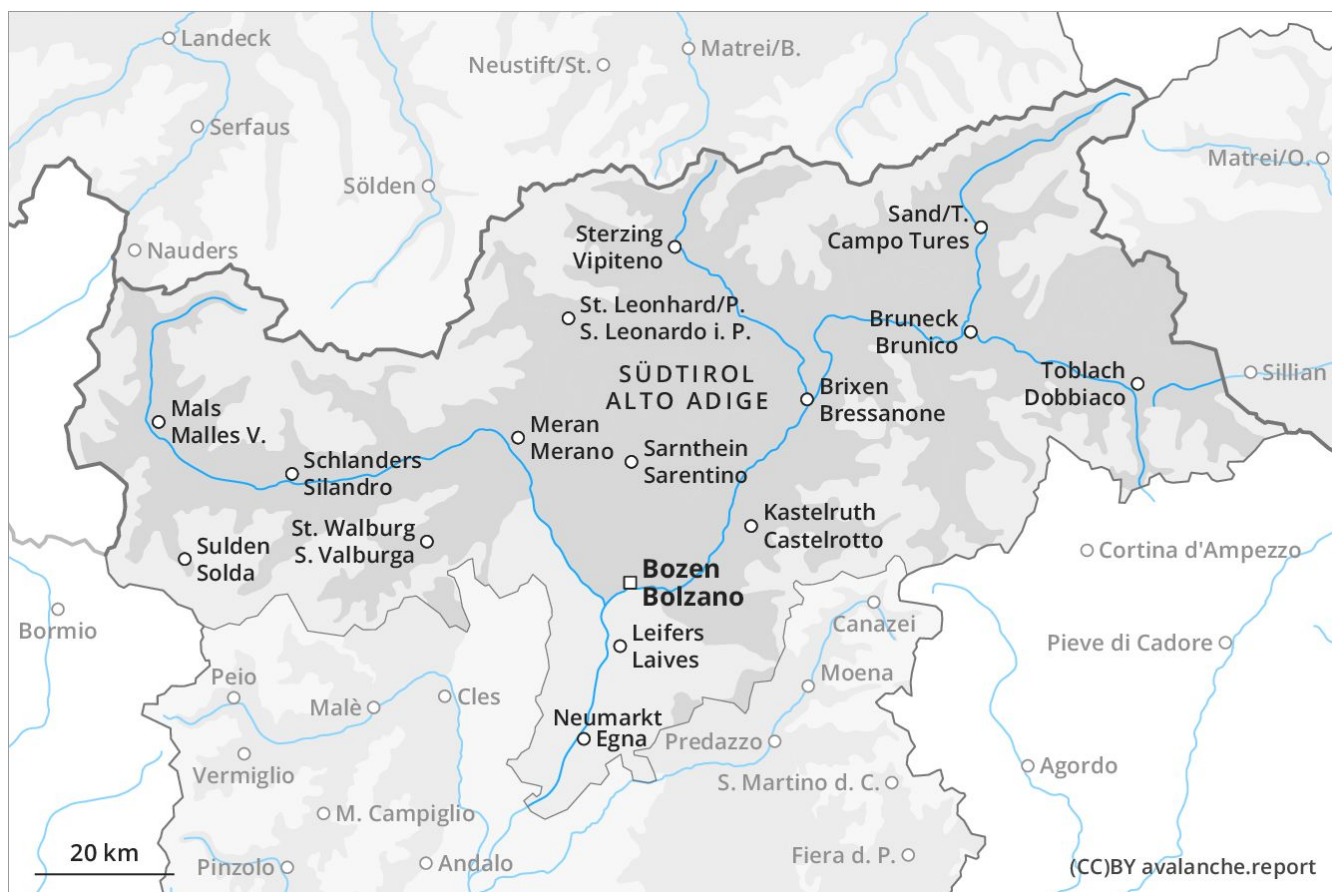 Landeck
Matrei/B.
Neustift/St.
Serfaus
Matrei/O.
Sölden
Sand/T.
Campo Tures
Sterzing
Vipiteno
Nauders
St. Leonhard/P.
S. Leonardo i. P.
Bruneck
Brunico
SÜDTIROL
ALTO ADIGE
Toblach
Dobbiaco
Sillian
Brixen
Bressanone
Mals
Malles V.
Meran
Merano
Sarnthein
Sarentino
Schlanders
Silandro
Kastelruth
Castelrotto
St. Walburg
S. Valburga
Sulden
Solda
Cortina d'Ampezzo
Bozen
Bolzano
Bormio
Canazei
Leifers
Laives
Pieve di Cadore
Peio
Moena
Malè
Cles
Neumarkt
Egna
Predazzo
Vermiglio
Agordo
S. Martino d. C.
M. Campiglio
20 km
Pinzolo
Andalo
Fiera d. P.
(CC)BY avalanche.report